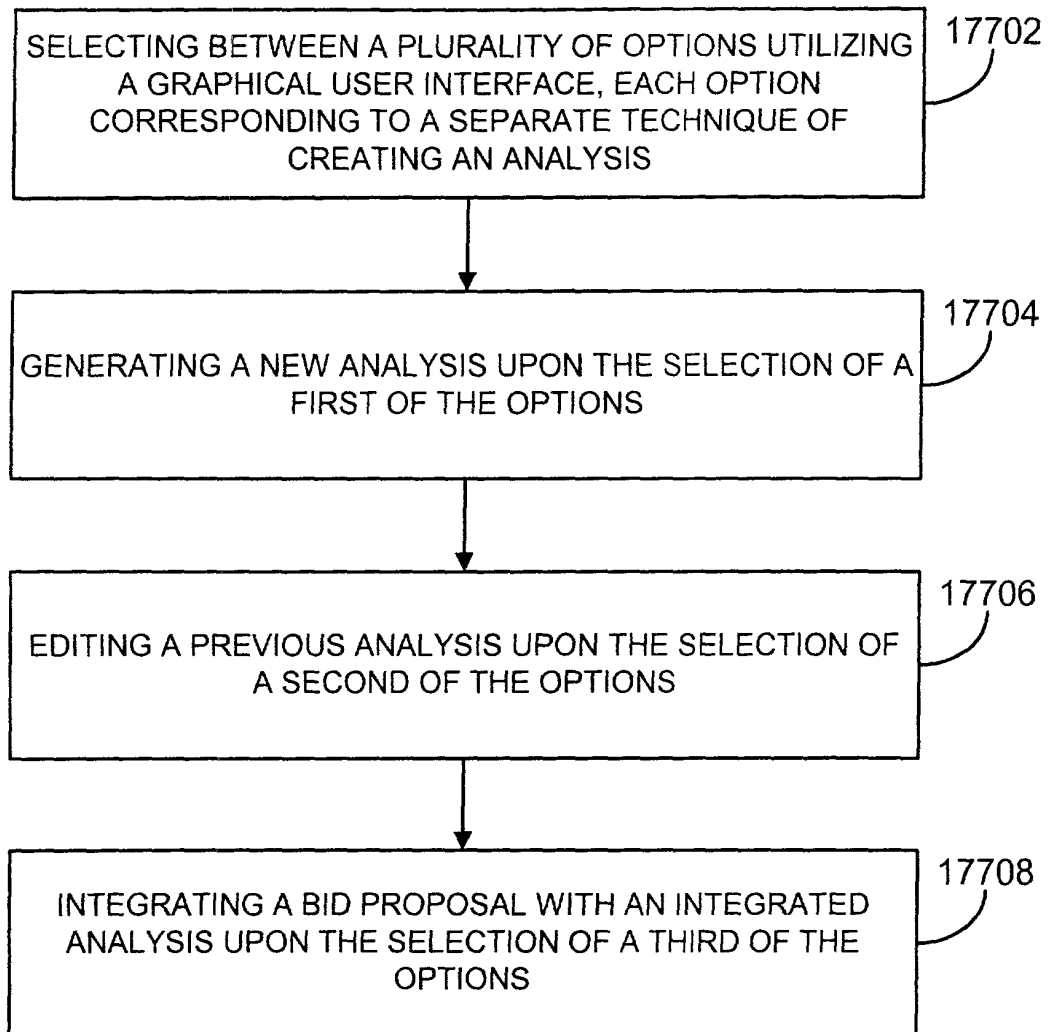 SELECTING BETWEEN A PLURALITY OF OPTIONS UTILIZING
A GRAPHICAL USER INTERFACE, EACH OPTION
CORRESPONDING TO A SEPARATE TECHNIQUE OF
CREATING AN ANALYSIS
17702
GENERATING A NEW ANALYSIS UPON THE SELECTION OF A
FIRST OF THE OPTIONS
17704
EDITING A PREVIOUS ANALYSIS UPON THE SELECTION OF
A SECOND OF THE OPTIONS
17706
INTEGRATING A BID PROPOSAL WITH AN INTEGRATED
ANALYSIS UPON THE SELECTION OF A THIRD OF THE
OPTIONS
17708